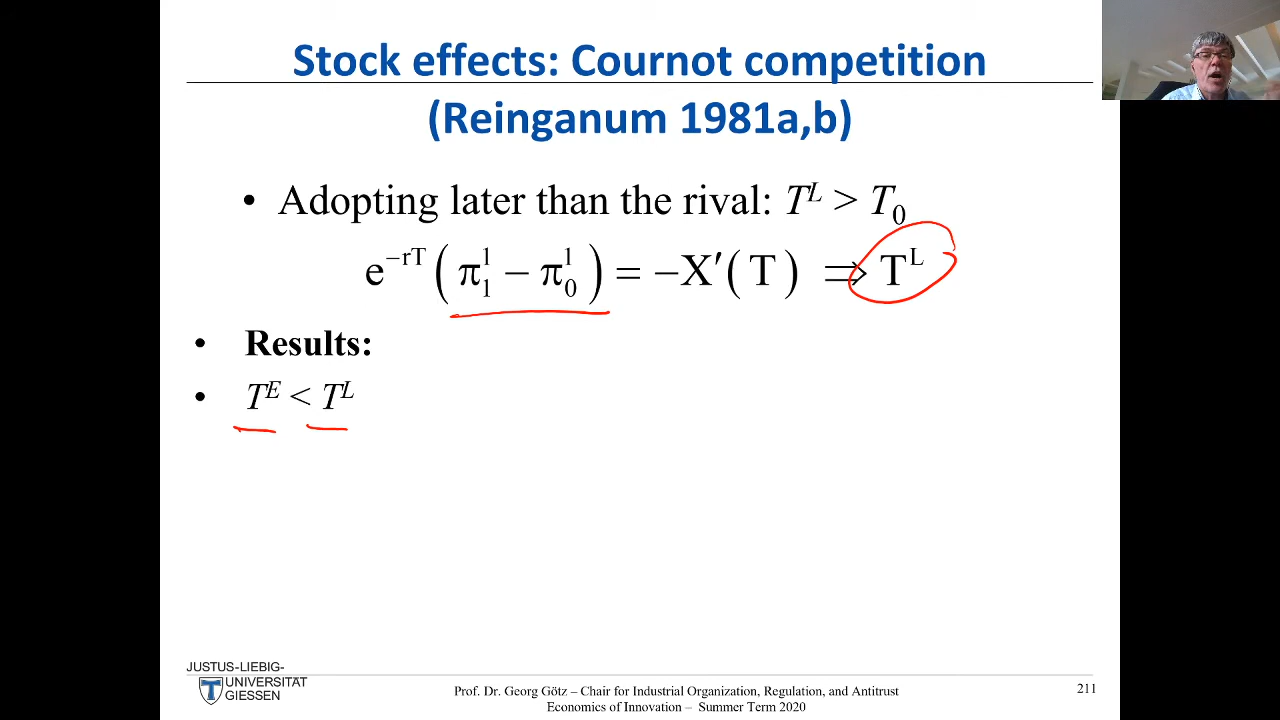 Stock effects: Cournot competition
(Reinganum 1981a,b)
• Adopting later than the rival: T^L > T_0
e^{−rT} ( π_1^1 − π_0^1 ) = −X′( T ) ⇒ T^L
• Results:
• T^E < T^L
JUSTUS-LIEBIG-
UNIVERSITÄT
GIESSEN
Prof. Dr. Georg Götz – Chair for Industrial Organization, Regulation, and Antitrust
Economics of Innovation – Summer Term 2020
211